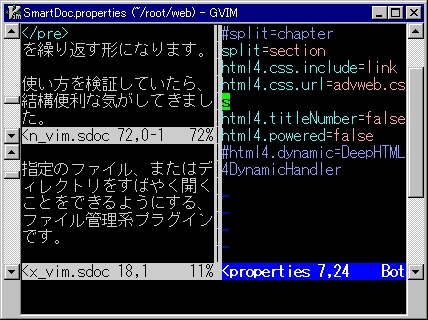 SmartDoc.properties (~/root/web) - GVIM
</pre>
を繰り返す形になります。
使い方を検証していたら、
結構便利な気がしてきまし
た。
<n_vim.sdoc 72,0-1 72%
指定のファイル、またはデ
ィレクトリをすばやく開く
ことをできるようにする、
ファイル管理系プラグイン
です。
<x_vim.sdoc 18,1 11%
#split=chapter
split=section
html4.css.include=link
html4.css.url=advweb.cs
s
html4.titleNumber=false
html4.powered=false
#html4.dynamic=DeepHTML
4DynamicHandler
~
~
~
<properties 7,24 Bot